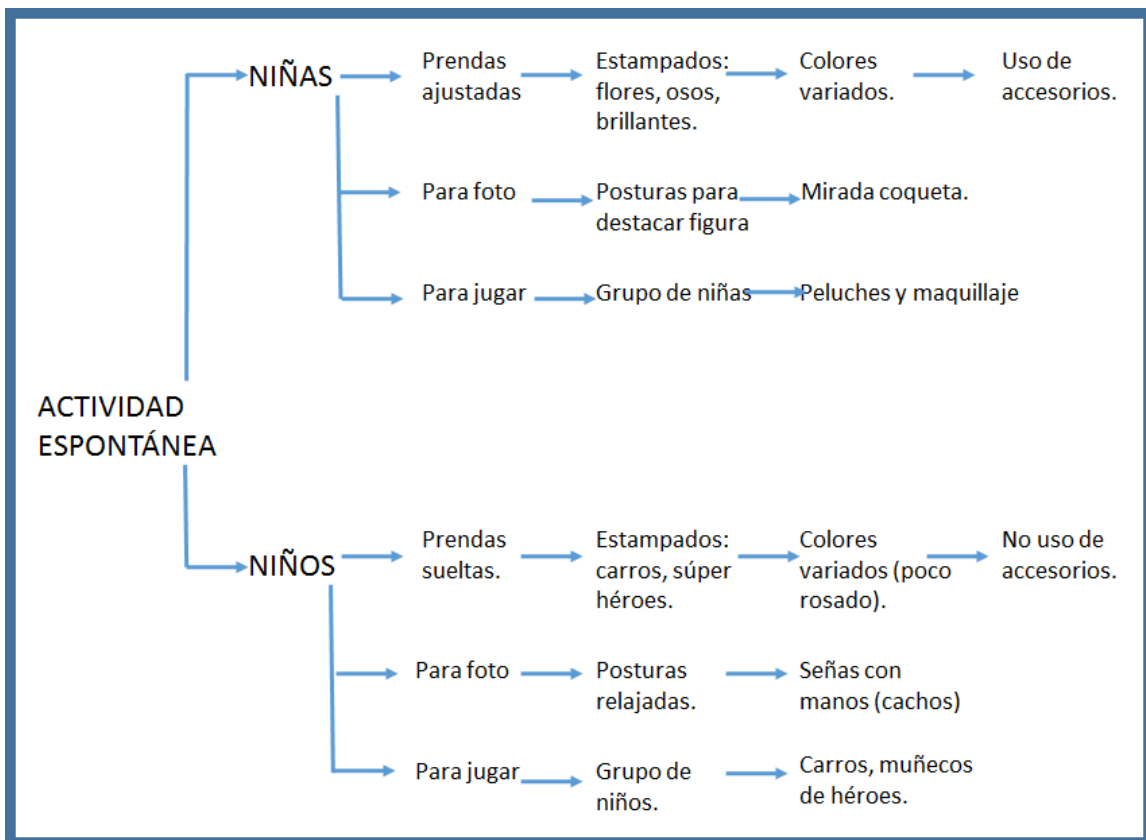 NIÑAS
Prendas
ajustadas
Estampados:
flores, osos,
brillantes.
Colores
variados.
Uso de
accesorios.
Para foto
Posturas para
destacar figura
Mirada coqueta.
Para jugar
Grupo de niñas
Peluches y maquillaje
ACTIVIDAD
ESPONTÁNEA
NIÑOS
Prendas
sueltas.
Estampados:
carros, súper
héroes.
Colores
variados (poco
rosado).
No uso de
accesorios.
Para foto
Posturas
relajadas.
Señas con
manos (cachos)
Para jugar
Grupo de
niños.
Carros, muñecos
de héroes.